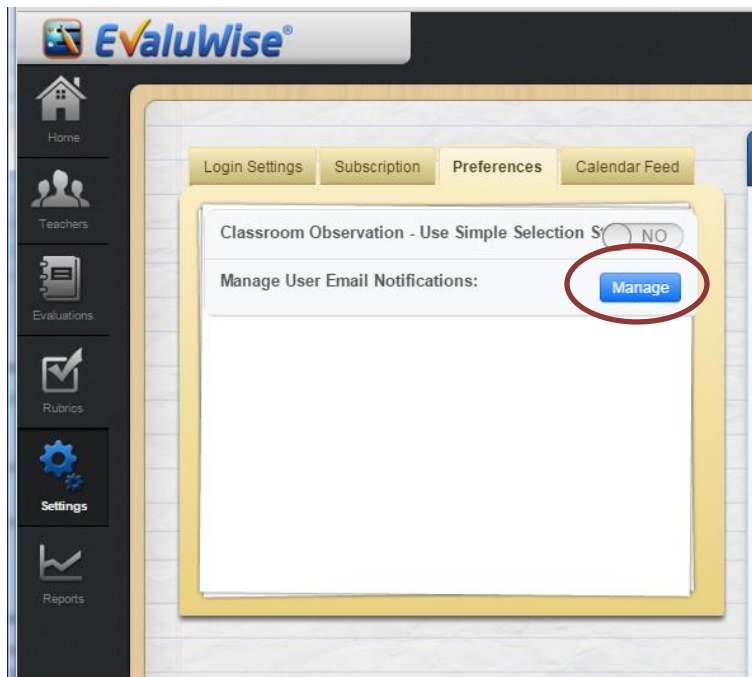 EvaluWise®
Home
Teachers
Evaluations
Rubrics
Settings
Reports
Login Settings Subscription Preferences Calendar Feed
Classroom Observation - Use Simple Selection NO
Manage User Email Notifications: Manage